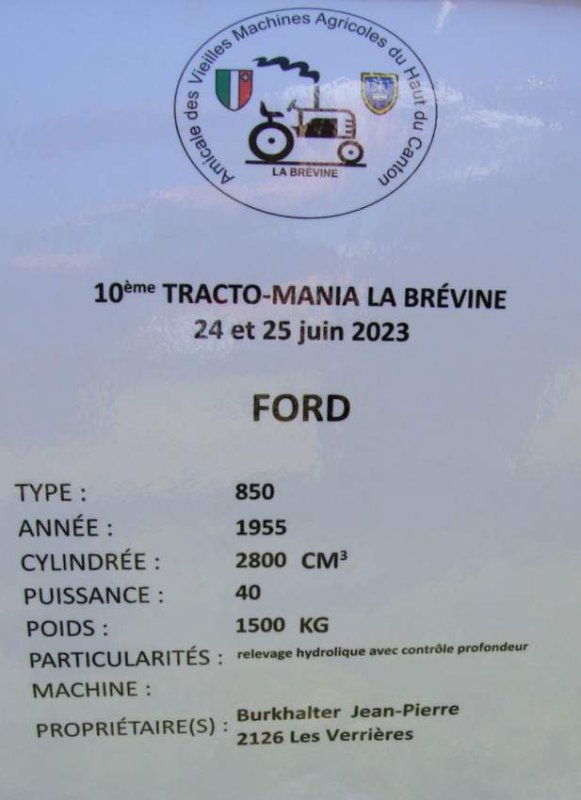 Amicale des Vieilles Machines Agricoles du Haut du Canton
LA BRÉVINE
10ème TRACTO-MANIA LA BRÉVINE
24 et 25 juin 2023
FORD
TYPE : 850
ANNÉE : 1955
CYLINDRÉE : 2800 CM³
PUISSANCE : 40
POIDS : 1500 KG
PARTICULARITÉS : relevage hydrolique avec contrôle profondeur
MACHINE :
PROPRIÉTAIRE(S) : Burkhalter Jean-Pierre
2126 Les Verrières